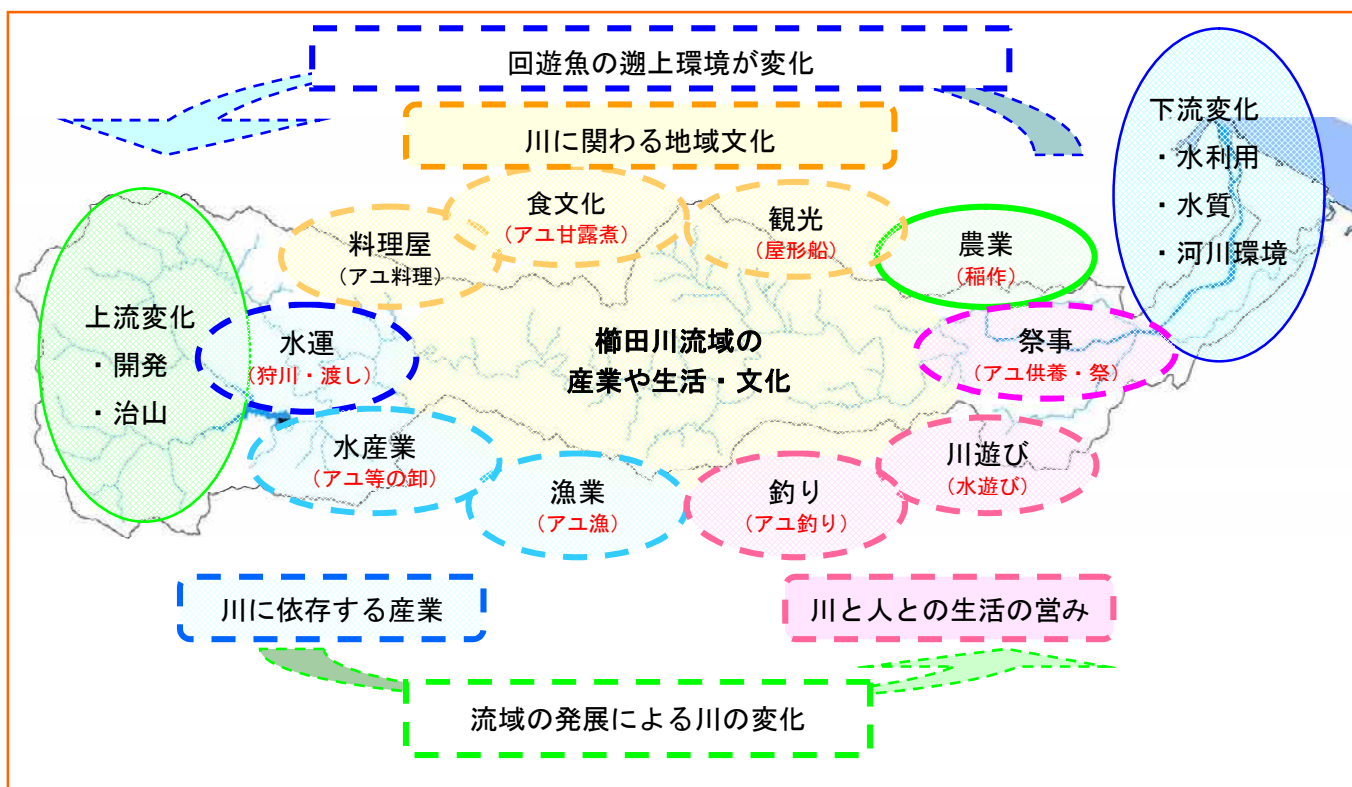 回遊魚の遡上環境が変化
川に関わる地域文化
下流変化
・水利用
・水質
・河川環境
食文化
（アユ甘露煮）
観光
（屋形船）
料理屋
（アユ料理）
農業
（稲作）
上流変化
・開発
・治山
水運
（狩川・渡し）
櫛田川流域の
産業や生活・文化
祭事
（アユ供養・祭）
水産業
（アユ等の卸）
漁業
（アユ漁）
釣り
（アユ釣り）
川遊び
（水遊び）
川に依存する産業
川と人との生活の営み
流域の発展による川の変化